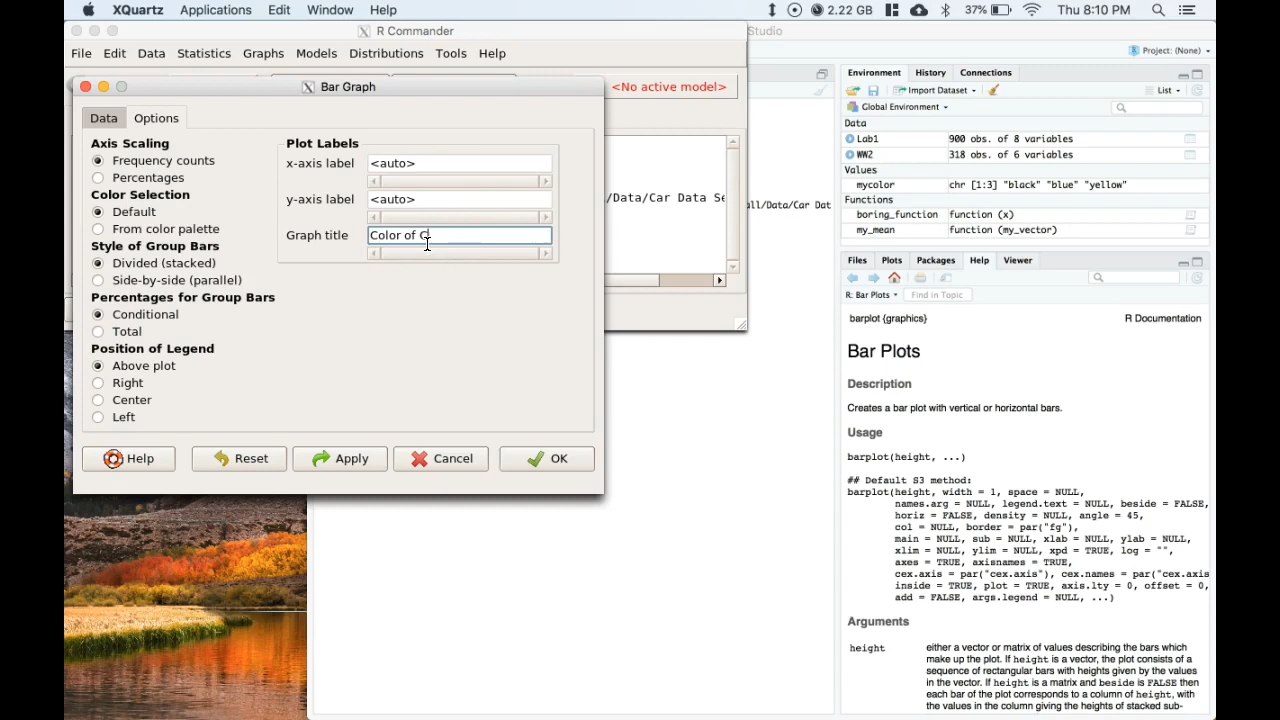 XQuartz Applications Edit Window Help
2.22 GB 37% Thu 8:10 PM
R Commander
Studio
File Edit Data Statistics Graphs Models Distributions Tools Help
Project: (None)
<No active model>
Bar Graph
Data Options
Axis Scaling
Frequency counts
Percentages
Color Selection
Default
From color palette
Style of Group Bars
Divided (stacked)
Side-by-side (parallel)
Percentages for Group Bars
Conditional
Total
Position of Legend
Above plot
Right
Center
Left
Plot Labels
x-axis label <auto>
y-axis label <auto>
Graph title Color of C
Help Reset Apply Cancel OK
/Data/Car Data Se
all/Data/Car Dat
Environment History Connections
Import Dataset List
Global Environment
Data
Lab1 900 obs. of 8 variables
WW2 318 obs. of 6 variables
Values
mycolor chr [1:3] "black" "blue" "yellow"
Functions
boring_function function (x)
my_mean function (my_vector)
Files Plots Packages Help Viewer
R: Bar Plots Find in Topic
barplot {graphics} R Documentation
Bar Plots
Description
Creates a bar plot with vertical or horizontal bars.
Usage
barplot(height, ...)
## Default S3 method:
barplot(height, width = 1, space = NULL,
names.arg = NULL, legend.text = NULL, beside = FALSE,
horiz = FALSE, density = NULL, angle = 45,
col = NULL, border = par("fg"),
main = NULL, sub = NULL, xlab = NULL, ylab = NULL,
xlim = NULL, ylim = NULL, xpd = TRUE, log = "",
axes = TRUE, axisnames = TRUE,
cex.axis = par("cex.axis"), cex.names = par("cex.axis
inside = TRUE, plot = TRUE, axis.lty = 0, offset = 0,
add = FALSE, args.legend = NULL, ...)
Arguments
height either a vector or matrix of values describing the bars which
make up the plot. If height is a vector, the plot consists of a
sequence of rectangular bars with heights given by the values
in the vector. If height is a matrix and beside is FALSE then
each bar of the plot corresponds to a column of height, with
the values in the column giving the heights of stacked sub-